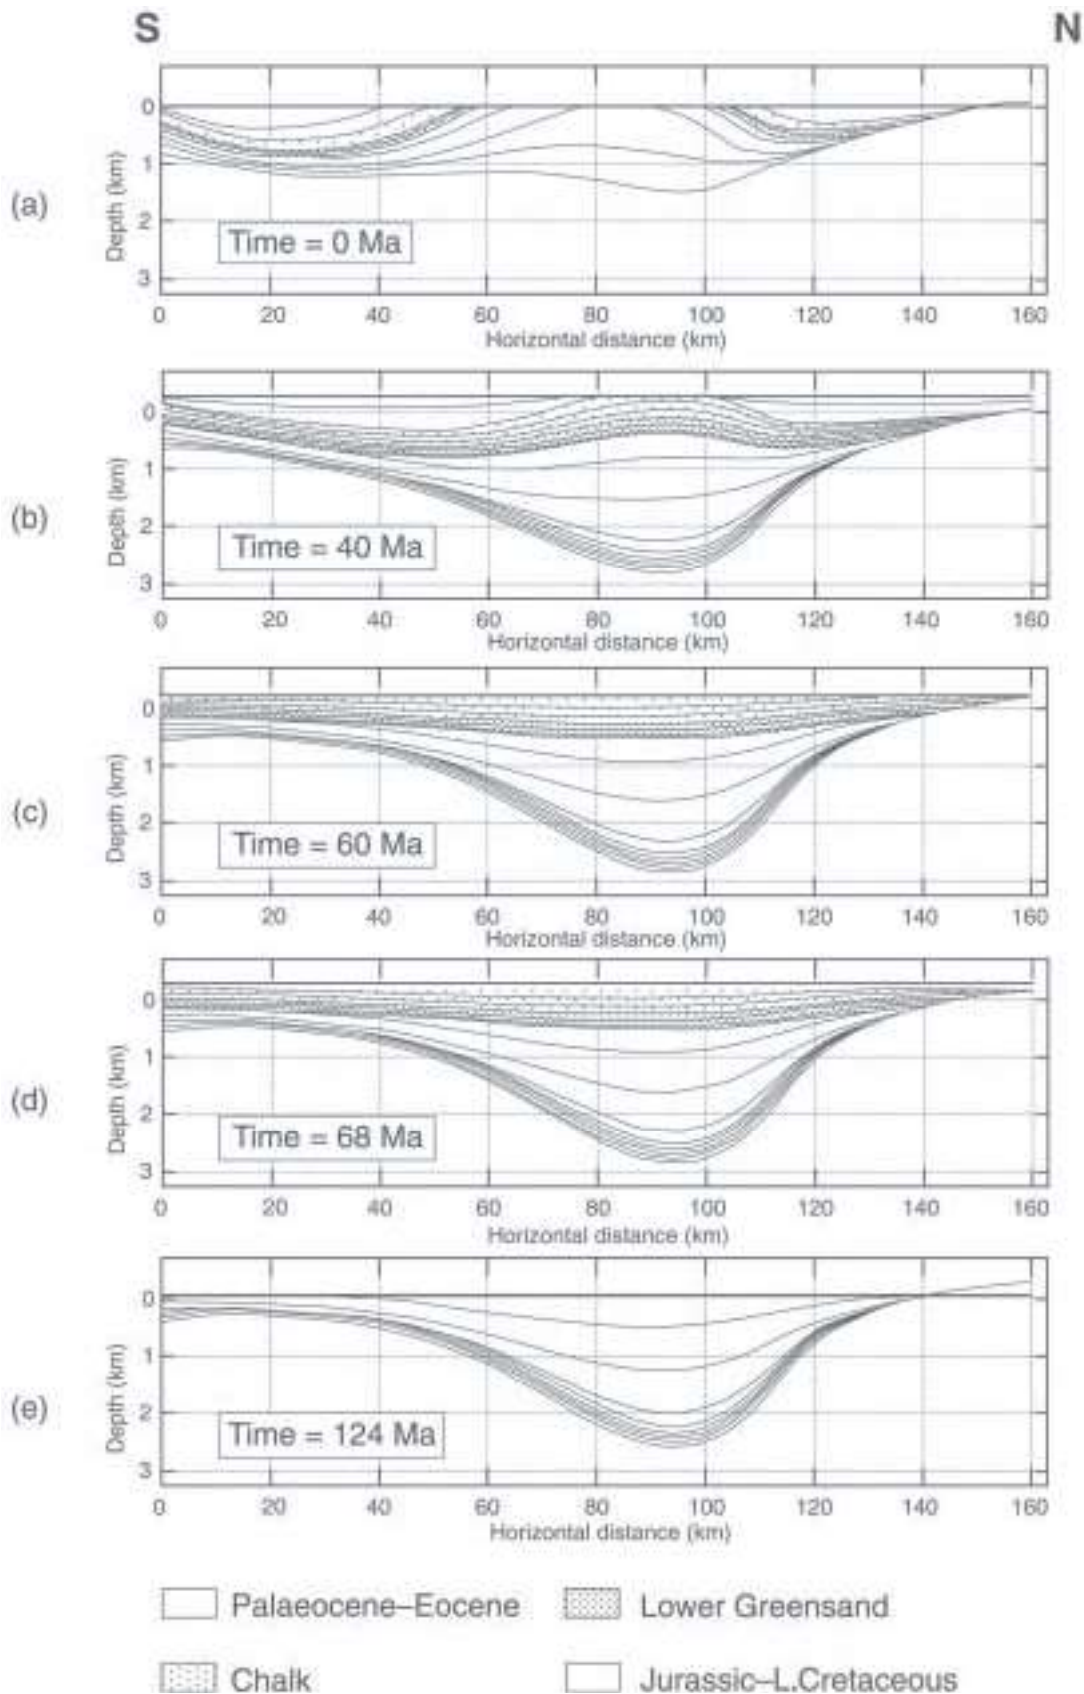 S N
0
1
2
3
Depth (km)
(a)
Time = 0 Ma
0 20 40 60 80 100 120 140 160
Horizontal distance (km)
0
1
2
3
Depth (km)
(b)
Time = 40 Ma
0 20 40 60 80 100 120 140 160
Horizontal distance (km)
0
1
2
3
Depth (km)
(c)
Time = 60 Ma
0 20 40 60 80 100 120 140 160
Horizontal distance (km)
0
1
2
3
Depth (km)
(d)
Time = 68 Ma
0 20 40 60 80 100 120 140 160
Horizontal distance (km)
0
1
2
3
Depth (km)
(e)
Time = 124 Ma
0 20 40 60 80 100 120 140 160
Horizontal distance (km)
Palaeocene–Eocene Lower Greensand
Chalk Jurassic–L.Cretaceous